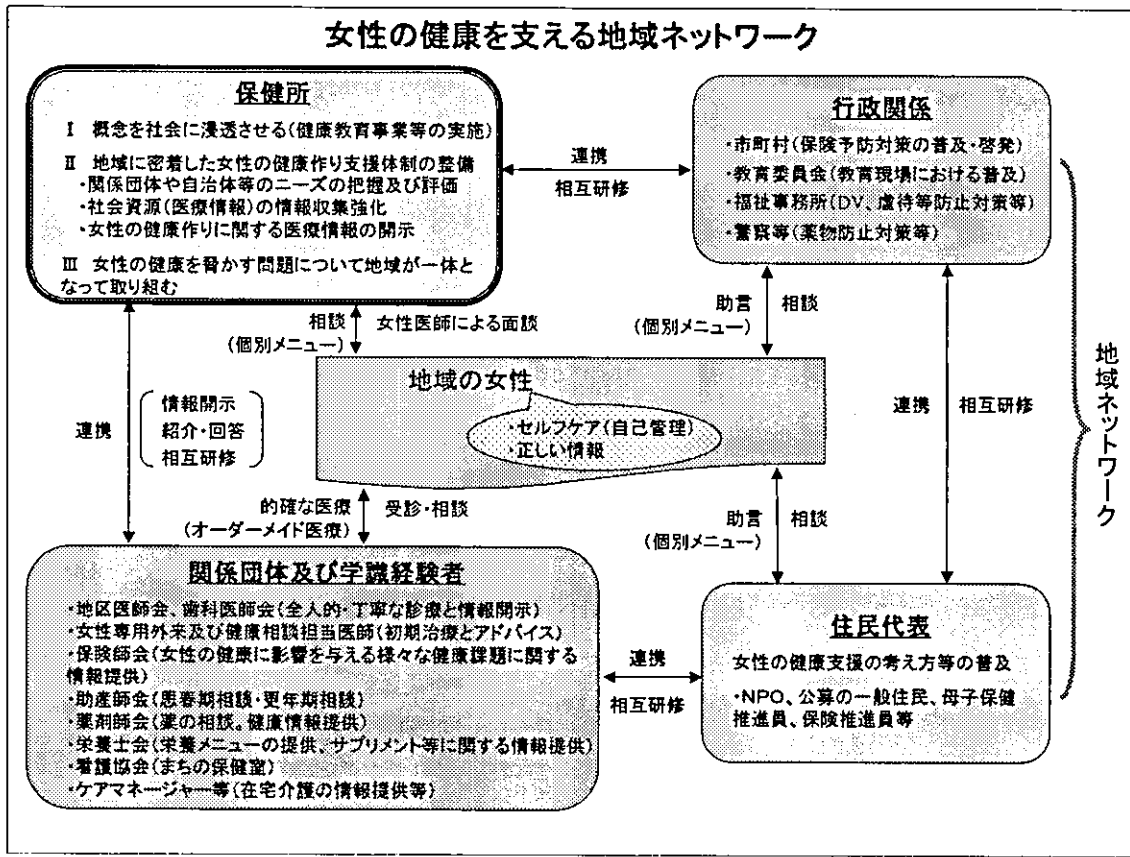 女性の健康を支える地域ネットワーク
保健所
Ⅰ 概念を社会に浸透させる(健康教育事業等の実施)
Ⅱ 地域に密着した女性の健康作り支援体制の整備
・関係団体や自治体等のニーズの把握及び評価
・社会資源(医療情報)の情報収集強化
・女性の健康作りに関する医療情報の開示
Ⅲ 女性の健康を脅かす問題について地域が一体と
なって取り組む
連携
相互研修
行政関係
・市町村(保険予防対策の普及・啓発)
・教育委員会(教育現場における普及)
・福祉事務所(DV、虐待等防止対策等)
・警察等(薬物防止対策等)
相談
(個別メニュー)
女性医師による面談
助言
(個別メニュー)
相談
地域の女性
・セルフケア(自己管理)
・正しい情報
連携
情報開示
紹介・回答
相互研修
連携
相互研修
地域ネットワーク
的確な医療
(オーダーメイド医療)
受診・相談
助言
(個別メニュー)
相談
関係団体及び学識経験者
・地区医師会、歯科医師会(全人的・丁寧な診療と情報開示)
・女性専用外来及び健康相談担当医師(初期治療とアドバイス)
・保険師会(女性の健康に影響を与える様々な健康課題に関する
情報提供)
・助産師会(思春期相談・更年期相談)
・薬剤師会(薬の相談。健康情報提供)
・栄養士会(栄養メニューの提供、サプリメント等に関する情報提供)
・看護協会(まちの保健室)
・ケアマネージャー等(在宅介護の情報提供等)
連携
相互研修
住民代表
女性の健康支援の考え方等の普及
・NPO、公募の一般住民、母子保健
推進員、保険推進員等